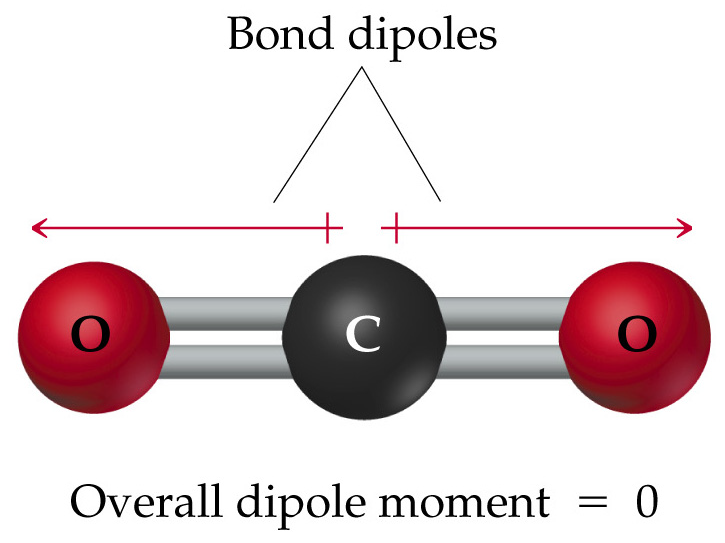 Bond dipoles
O C O
Overall dipole moment = 0